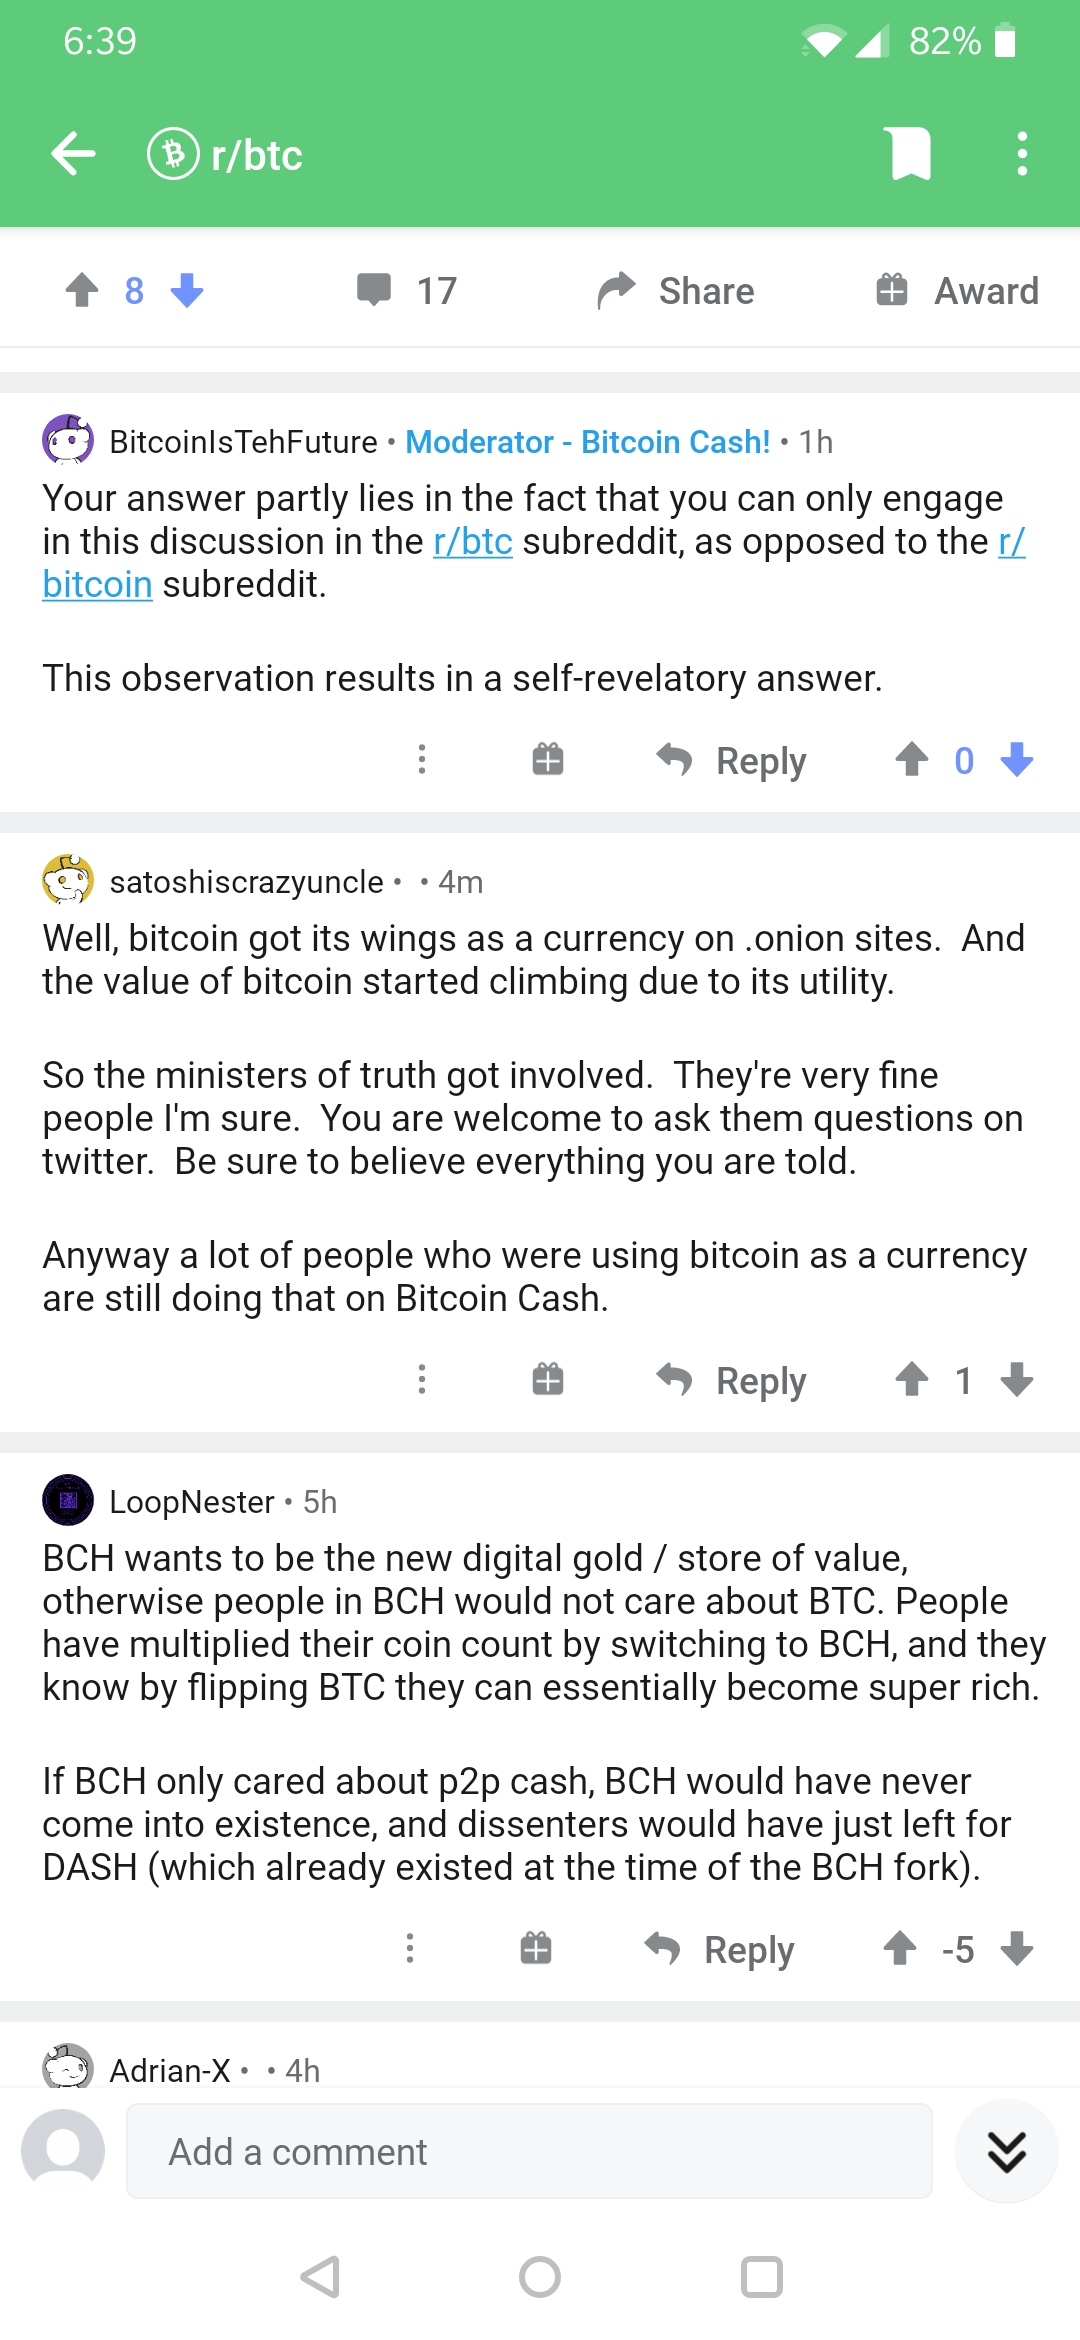 6:39
82%
r/btc
8
17
Share
Award
BitcoinIsTehFuture • Moderator - Bitcoin Cash! • 1h
Your answer partly lies in the fact that you can only engage
in this discussion in the r/btc subreddit, as opposed to the r/
bitcoin subreddit.
This observation results in a self-revelatory answer.
Reply
0
satoshiscrazyuncle • • 4m
Well, bitcoin got its wings as a currency on .onion sites.  And
the value of bitcoin started climbing due to its utility.
So the ministers of truth got involved.  They're very fine
people I'm sure.  You are welcome to ask them questions on
twitter.  Be sure to believe everything you are told.
Anyway a lot of people who were using bitcoin as a currency
are still doing that on Bitcoin Cash.
Reply
1
LoopNester • 5h
BCH wants to be the new digital gold / store of value,
otherwise people in BCH would not care about BTC. People
have multiplied their coin count by switching to BCH, and they
know by flipping BTC they can essentially become super rich.
If BCH only cared about p2p cash, BCH would have never
come into existence, and dissenters would have just left for
DASH (which already existed at the time of the BCH fork).
Reply
-5
Adrian-X • • 4h
Add a comment